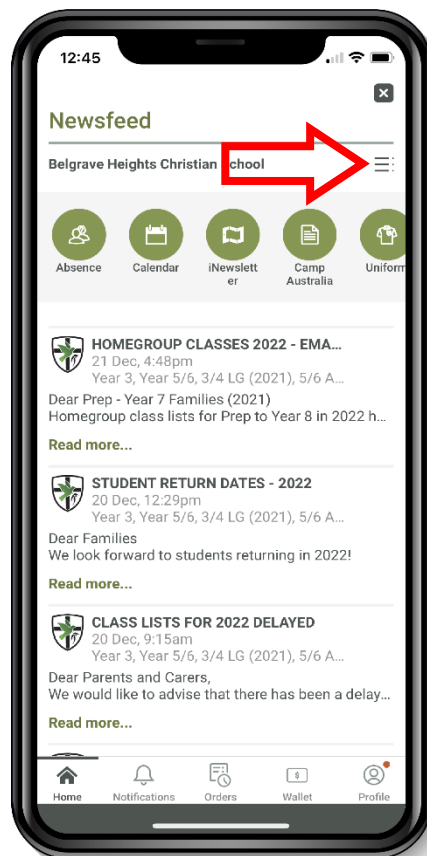 12:45
Newsfeed
Belgrave Heights Christian School
Absence
Calendar
iNewslett
er
Camp
Australia
Uniform
HOMEGROUP CLASSES 2022 - EMA...
21 Dec, 4:48pm
Year 3, Year 5/6, 3/4 LG (2021), 5/6 A...
Dear Prep - Year 7 Families (2021)
Homegroup class lists for Prep to Year 8 in 2022 h...
Read more...
STUDENT RETURN DATES - 2022
20 Dec, 12:29pm
Year 3, Year 5/6, 3/4 LG (2021), 5/6 A...
Dear Families
We look forward to students returning in 2022!
Read more...
CLASS LISTS FOR 2022 DELAYED
20 Dec, 9:15am
Year 3, Year 5/6, 3/4 LG (2021), 5/6 A...
Dear Parents and Carers,
We would like to advise that there has been a delay...
Read more...
Home
Notifications
Orders
Wallet
Profile